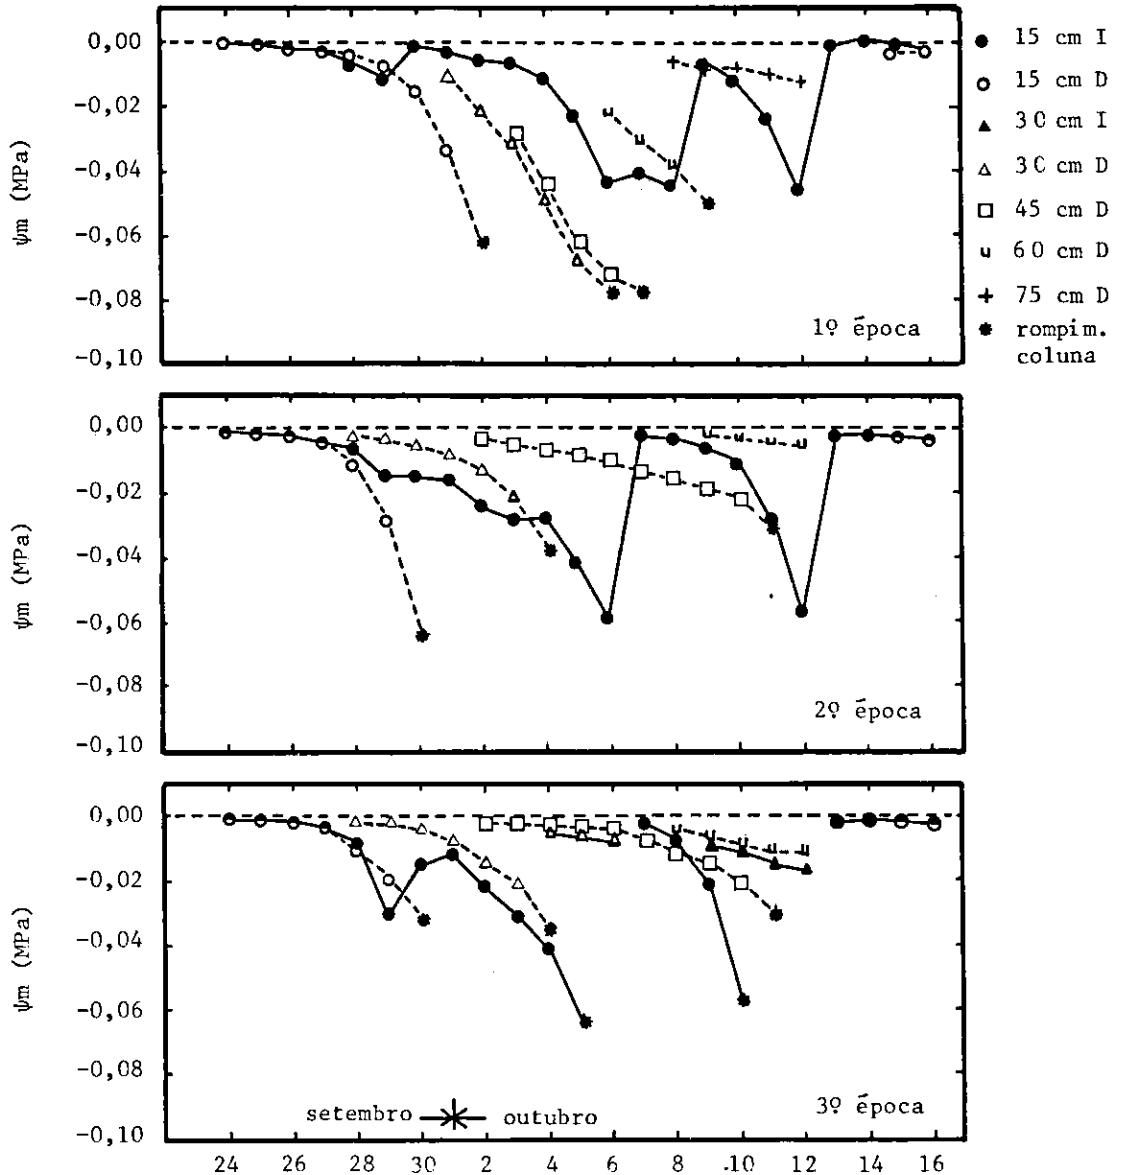 0,00
-0,02
-0,04
-0,06
-0,08
-0,10
ψm (MPa)
1º época
15 cm I
15 cm D
30 cm I
30 cm D
45 cm D
60 cm D
75 cm D
rompim.
coluna
0,00
-0,02
-0,04
-0,06
-0,08
-0,10
ψm (MPa)
2º época
0,00
-0,02
-0,04
-0,06
-0,08
-0,10
ψm (MPa)
setembro
outubro
3º época
24 26 28 30 2 4 6 8 10 12 14 16